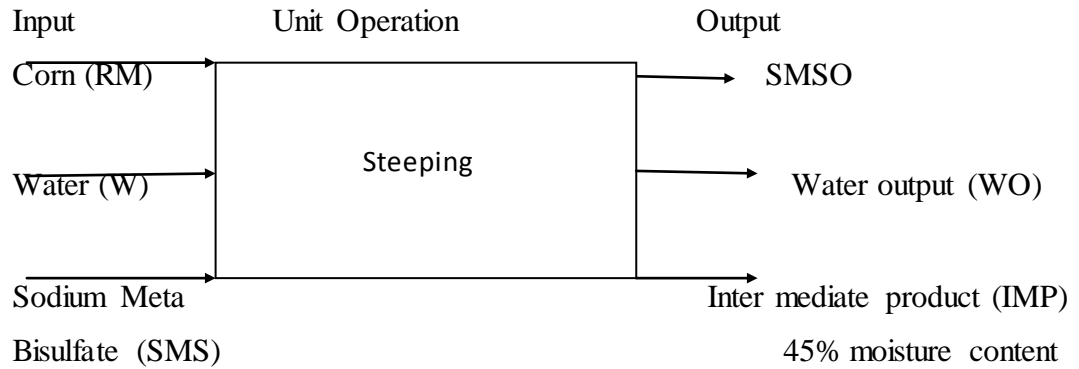 Input Unit Operation Output
Corn (RM) SMSO
Steeping
Water (W) Water output (WO)
Sodium Meta Inter mediate product (IMP)
Bisulfate (SMS) 45% moisture content